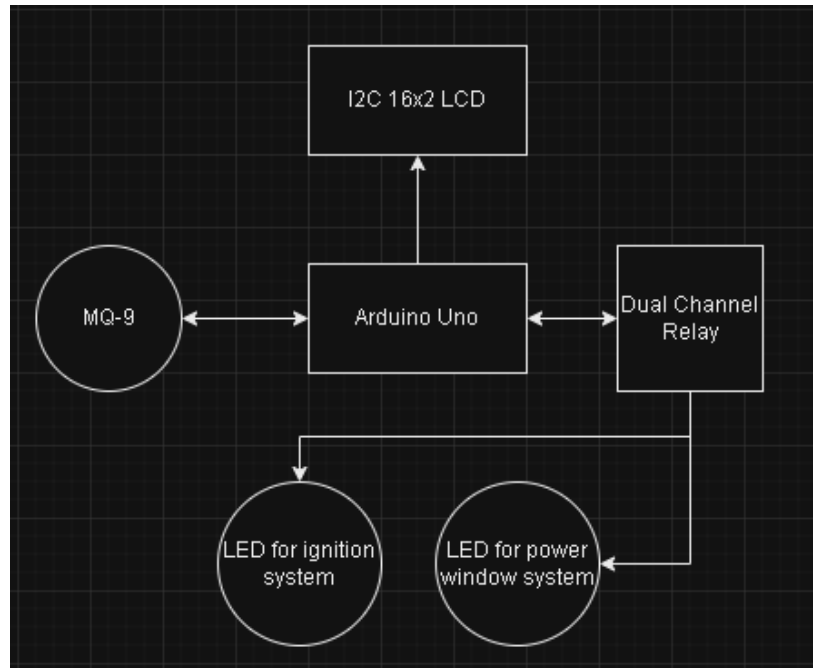 I2C 16x2 LCD
MQ-9
Arduino Uno
Dual Channel
Relay
LED for ignition
system
LED for power
window system